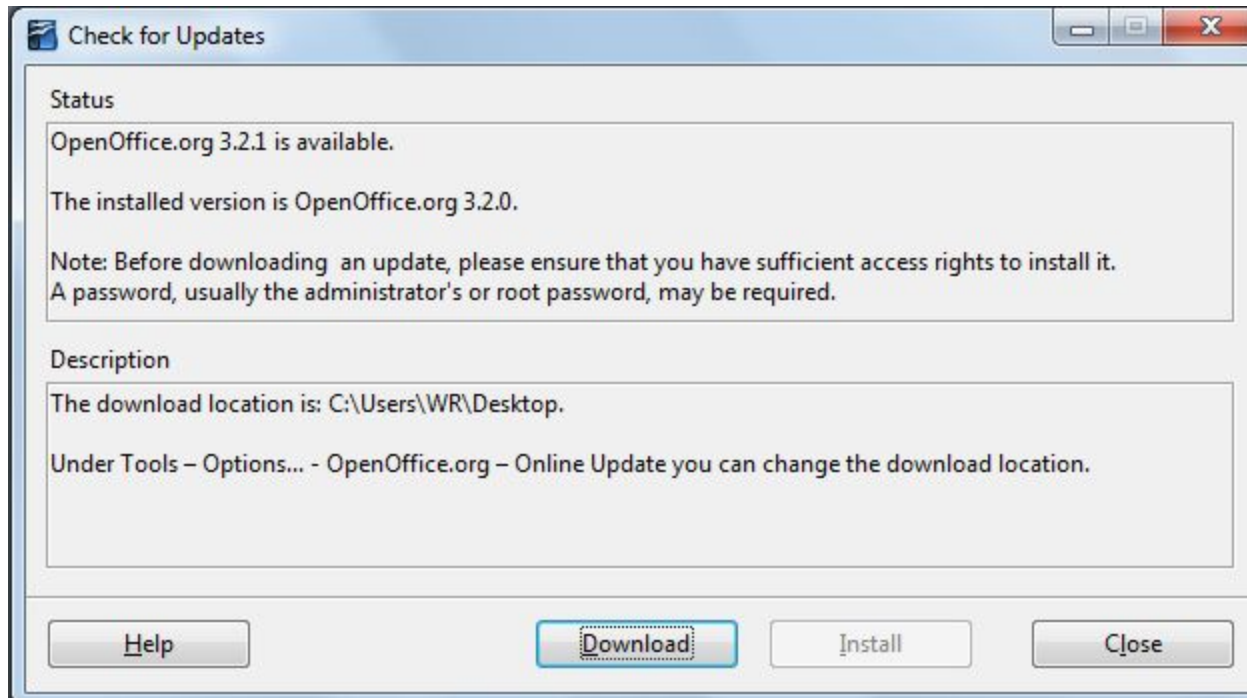 Check for Updates
Status
OpenOffice.org 3.2.1 is available.
The installed version is OpenOffice.org 3.2.0.
Note: Before downloading  an update, please ensure that you have sufficient access rights to install it.
A password, usually the administrator's or root password, may be required.
Description
The download location is: C:\Users\WR\Desktop.
Under Tools – Options... - OpenOffice.org – Online Update you can change the download location.
Help
Download
Install
Close